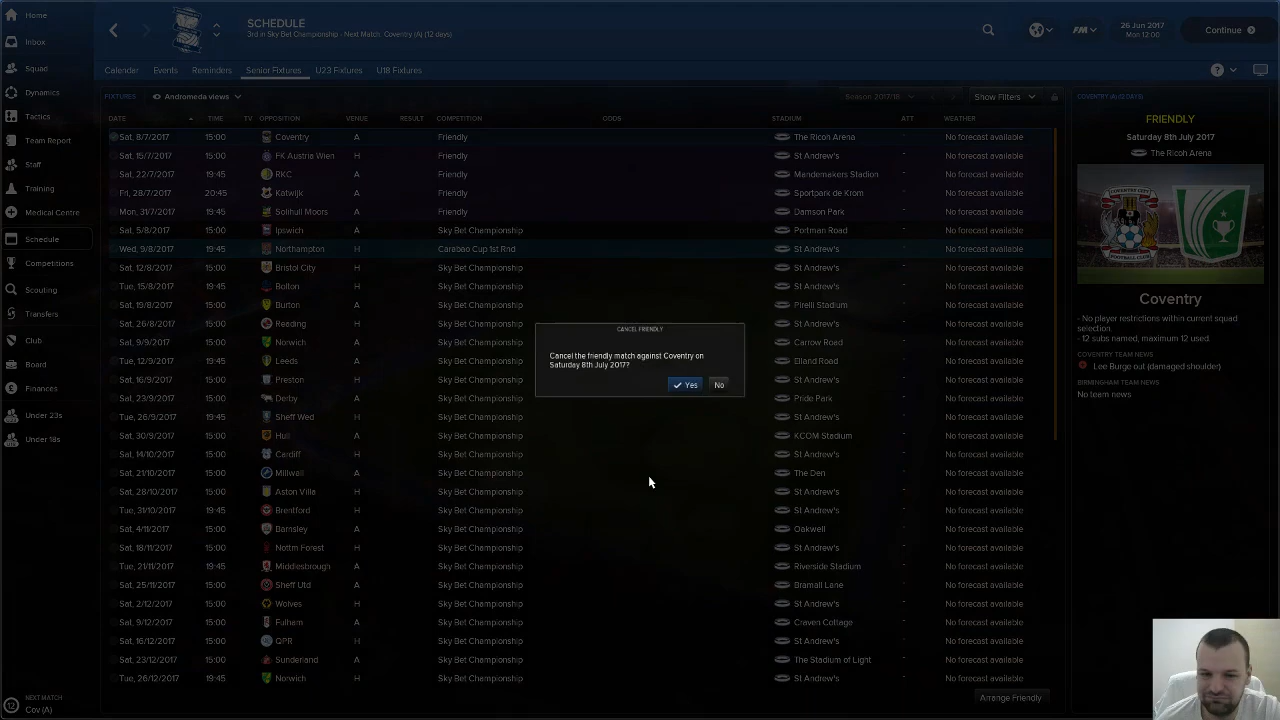 Home
Inbox
Squad
Dynamics
Tactics
Team Report
Staff
Training
Medical Centre
Schedule
Competitions
Scouting
Transfers
Club
Board
Finances
Under 23s
Under 18s
12
NEXT MATCH
Cov (A)
SCHEDULE
3rd in Sky Bet Championship - Next Match: Coventry (A) (12 days)
FM
26 Jun 2017
Mon 12:00
Continue
Calendar Events Reminders Senior Fixtures U23 Fixtures U18 Fixtures
?
FIXTURES Andromeda views Season 2017/18 Show Filters
DATE TIME TV OPPOSITION VENUE RESULT COMPETITION ODDS STADIUM ATT. WEATHER
Sat, 8/7/2017 15:00 Coventry A Friendly The Ricoh Arena - No forecast available
Sat, 15/7/2017 15:00 FK Austria Wien H Friendly St Andrew's - No forecast available
Sat, 22/7/2017 19:45 RKC A Friendly Mandemakers Stadion - No forecast available
Fri, 28/7/2017 20:45 Katwijk A Friendly Sportpark de Krom - No forecast available
Mon, 31/7/2017 19:45 Solihull Moors A Friendly Damson Park - No forecast available
Sat, 5/8/2017 15:00 Ipswich A Sky Bet Championship Portman Road - No forecast available
Wed, 9/8/2017 19:45 Northampton H Carabao Cup 1st Rnd St Andrew's - No forecast available
Sat, 12/8/2017 15:00 Bristol City H Sky Bet Championship St Andrew's - No forecast available
Tue, 15/8/2017 19:45 Bolton H Sky Bet Championship St Andrew's - No forecast available
Sat, 19/8/2017 15:00 Burton A Sky Bet Championship Pirelli Stadium - No forecast available
Sat, 26/8/2017 15:00 Reading H Sky Bet Championship St Andrew's - No forecast available
Sat, 9/9/2017 15:00 Norwich A Sky Bet Championship Carrow Road - No forecast available
Tue, 12/9/2017 19:45 Leeds A Sky Bet Championship Elland Road - No forecast available
Sat, 16/9/2017 15:00 Preston H Sky Bet Championship St Andrew's - No forecast available
Sat, 23/9/2017 15:00 Derby A Sky Bet Championship Pride Park - No forecast available
Tue, 26/9/2017 19:45 Sheff Wed H Sky Bet Championship St Andrew's - No forecast available
Sat, 30/9/2017 15:00 Hull A Sky Bet Championship KCOM Stadium - No forecast available
Sat, 14/10/2017 15:00 Cardiff H Sky Bet Championship St Andrew's - No forecast available
Sat, 21/10/2017 15:00 Millwall A Sky Bet Championship The Den - No forecast available
Sat, 28/10/2017 15:00 Aston Villa H Sky Bet Championship St Andrew's - No forecast available
Tue, 31/10/2017 19:45 Brentford H Sky Bet Championship St Andrew's - No forecast available
Sat, 4/11/2017 15:00 Barnsley A Sky Bet Championship Oakwell - No forecast available
Sat, 18/11/2017 15:00 Nottm Forest H Sky Bet Championship St Andrew's - No forecast available
Tue, 21/11/2017 19:45 Middlesbrough A Sky Bet Championship Riverside Stadium - No forecast available
Sat, 25/11/2017 15:00 Sheff Utd A Sky Bet Championship Bramall Lane - No forecast available
Sat, 2/12/2017 15:00 Wolves H Sky Bet Championship St Andrew's - No forecast available
Sat, 9/12/2017 15:00 Fulham A Sky Bet Championship Craven Cottage - No forecast available
Sat, 16/12/2017 15:00 QPR H Sky Bet Championship St Andrew's - No forecast available
Sat, 23/12/2017 15:00 Sunderland A Sky Bet Championship The Stadium of Light - No forecast available
Tue, 26/12/2017 19:45 Norwich H Sky Bet Championship St Andrew's - No forecast available
Arrange Friendly
CANCEL FRIENDLY
Cancel the friendly match against Coventry on
Saturday 8th July 2017?
Yes No
COVENTRY (A) (12 DAYS)
FRIENDLY
Saturday 8th July 2017
The Ricoh Arena
COVENTRY CITY
FOOTBALL CLUB
Coventry
- No player restrictions within current squad
selection.
- 12 subs named, maximum 12 used.
COVENTRY TEAM NEWS
Lee Burge out (damaged shoulder)
BIRMINGHAM TEAM NEWS
No team news